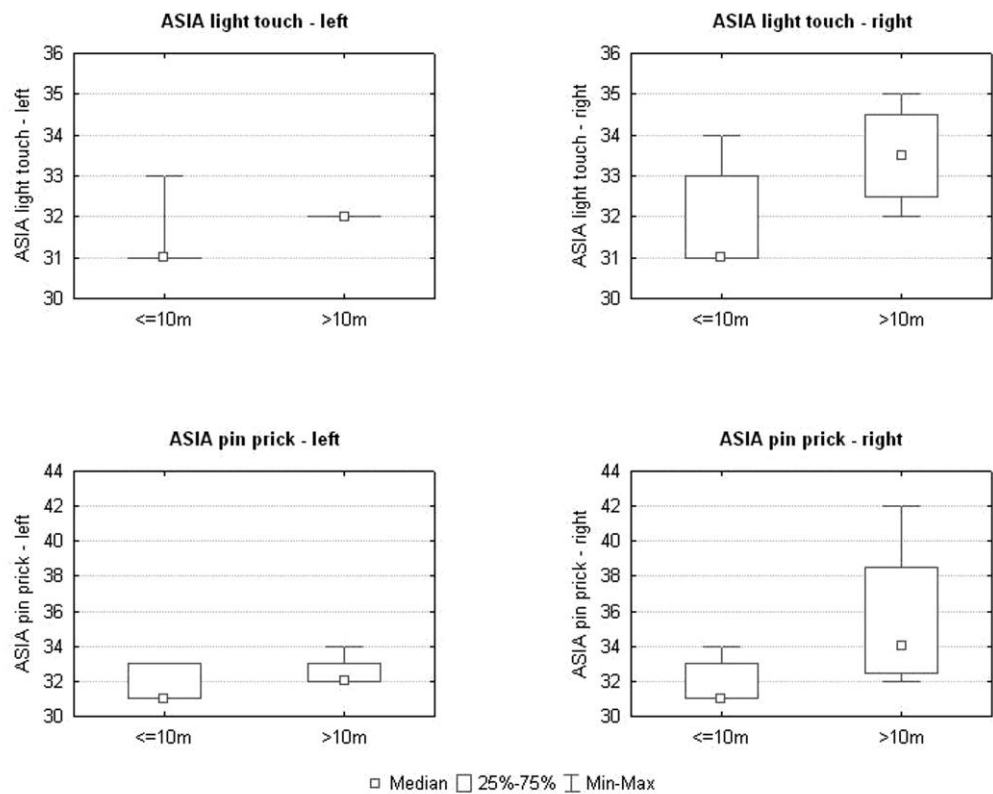 ASIA light touch - left
ASIA light touch - left
36
35
34
33
32
31
30
<=10m >10m
ASIA light touch - right
ASIA light touch - right
36
35
34
33
32
31
30
<=10m >10m
ASIA pin prick - left
ASIA pin prick - left
44
42
40
38
36
34
32
30
<=10m >10m
ASIA pin prick - right
ASIA pin prick - right
44
42
40
38
36
34
32
30
<=10m >10m
Median 25%-75% Min-Max